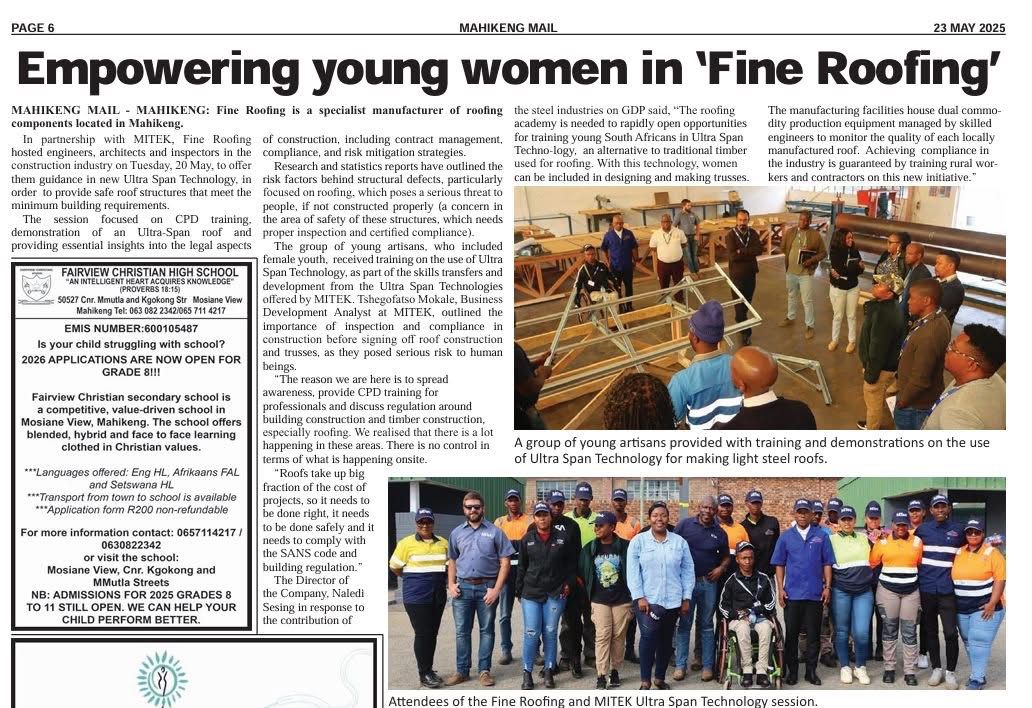 PAGE 6
MAHIKENG MAIL
23 MAY 2025
Empowering young women in ‘Fine Roofing’
MAHIKENG MAIL - MAHIKENG: Fine Roofing is a specialist manufacturer of roofing
components located in Mahikeng.
In partnership with MITEK, Fine Roofing
hosted engineers, architects and inspectors in the
construction industry on Tuesday, 20 May, to offer
them guidance in new Ultra Span Technology, in
order to provide safe roof structures that meet the
minimum building requirements.
The session focused on CPD training,
demonstration of an Ultra-Span roof and
providing essential insights into the legal aspects
of construction, including contract management,
compliance, and risk mitigation strategies.
Research and statistics reports have outlined the
risk factors behind structural defects, particularly
focused on roofing, which poses a serious threat to
people, if not constructed properly (a concern in
the area of safety of these structures, which needs
proper inspection and certified compliance).
The group of young artisans, who included
female youth, received training on the use of Ultra
Span Technology, as part of the skills transfers and
development from the Ultra Span Technologies
offered by MITEK. Tshegofatso Mokale, Business
Development Analyst at MITEK, outlined the
importance of inspection and compliance in
construction before signing off roof construction
and trusses, as they posed serious risk to human
beings.
“The reason we are here is to spread
awareness, provide CPD training for
professionals and discuss regulation around
building construction and timber construction,
especially roofing. We realised that there is a lot
happening in these areas. There is no control in
terms of what is happening onsite.
“Roofs take up big
fraction of the cost of
projects, so it needs to
be done right, it needs
to be done safely and it
needs to comply with
the SANS code and
building regulation.”
The Director of
the Company, Naledi
Sesing in response to
the contribution of
the steel industries on GDP said, “The roofing
academy is needed to rapidly open opportunities
for training young South Africans in Ultra Span
Techno-logy, an alternative to traditional timber
used for roofing. With this technology, women
can be included in designing and making trusses.
The manufacturing facilities house dual commo-
dity production equipment managed by skilled
engineers to monitor the quality of each locally
manufactured roof. Achieving compliance in
the industry is guaranteed by training rural wor-
kers and contractors on this new initiative.”
A group of young artisans provided with training and demonstrations on the use
of Ultra Span Technology for making light steel roofs.
Attendees of the Fine Roofing and MITEK Ultra Span Technology session.
FAIRVIEW CHRISTIAN HIGH SCHOOL
“AN INTELLIGENT HEART ACQUIRES KNOWLEDGE”
(PROVERBS 18:15)
50527 Cnr. Mmutla and Kgokong Str Mosiane View
Mahikeng Tel: 063 082 2342/065 711 4217
EMIS NUMBER:600105487
Is your child struggling with school?
2026 APPLICATIONS ARE NOW OPEN FOR
GRADE 8!!!
Fairview Christian secondary school is
a competitive, value-driven school in
Mosiane View, Mahikeng. The school offers
blended, hybrid and face to face learning
clothed in Christian values.
***Languages offered: Eng HL, Afrikaans FAL
and Setswana HL
***Transport from town to school is available
***Application form R200 non-refundable
For more information contact: 0657114217 /
0630822342
or visit the school:
Mosiane View, Cnr. Kgokong and
MMutla Streets
NB: ADMISSIONS FOR 2025 GRADES 8
TO 11 STILL OPEN. WE CAN HELP YOUR
CHILD PERFORM BETTER.